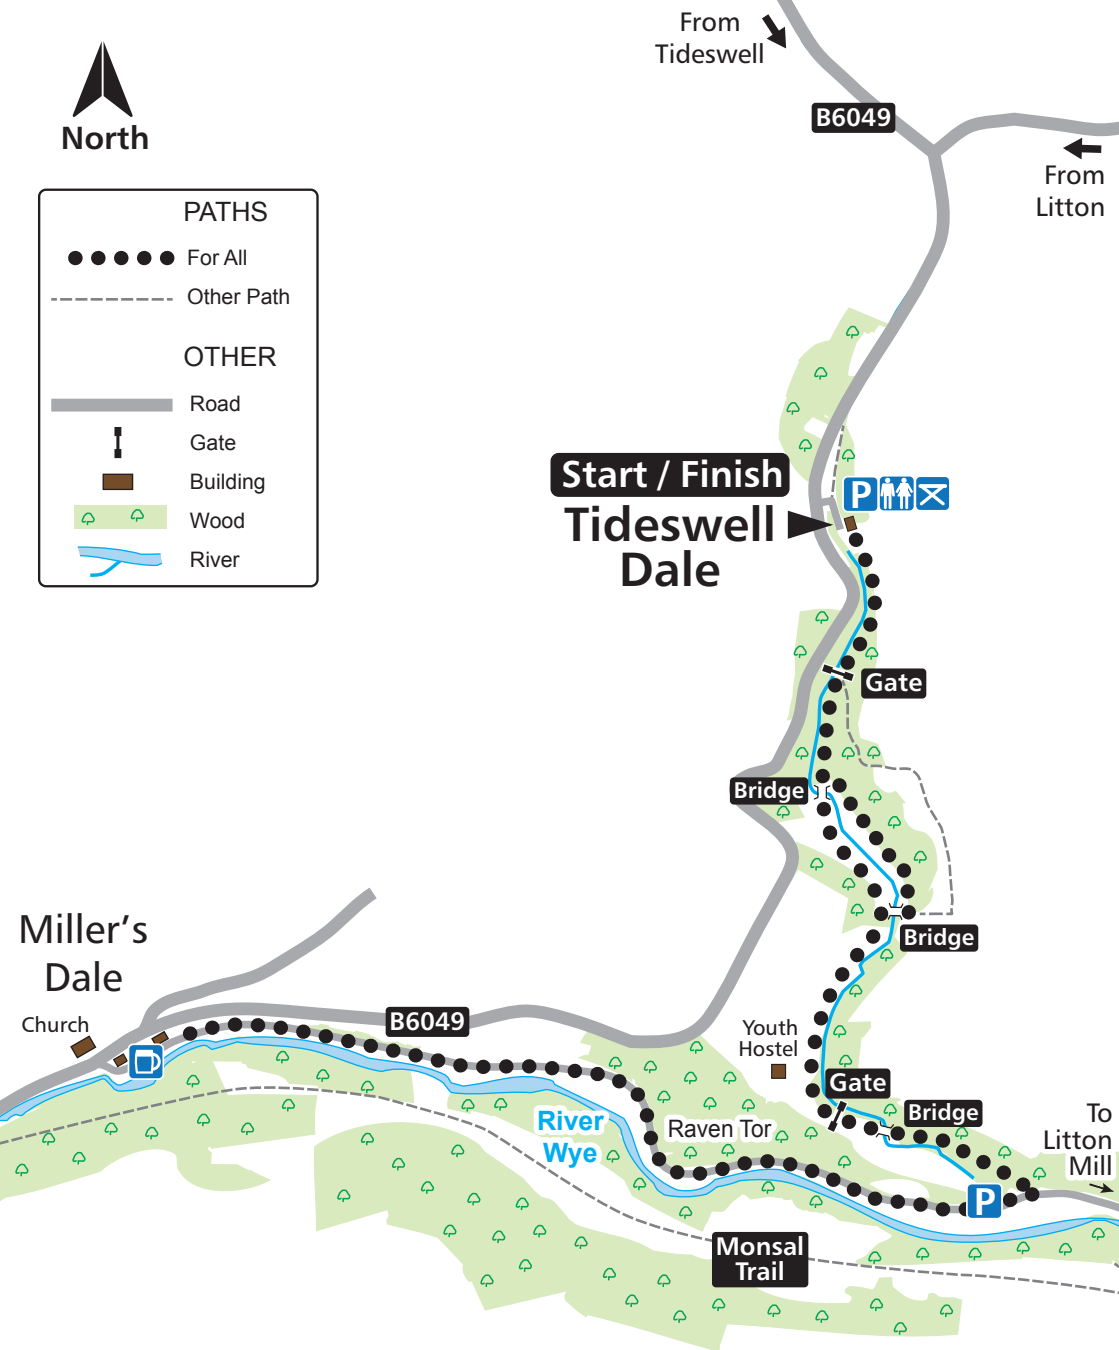 From
Tideswell
B6049
From
Litton
North
PATHS
For All
Other Path
OTHER
Road
Gate
Building
Wood
River
Start / Finish
Tideswell
Dale
P
Gate
Bridge
Bridge
Miller's
Dale
Church
B6049
Youth
Hostel
Gate
Bridge
River
Wye
Raven Tor
To
Litton
Mill
P
Monsal
Trail